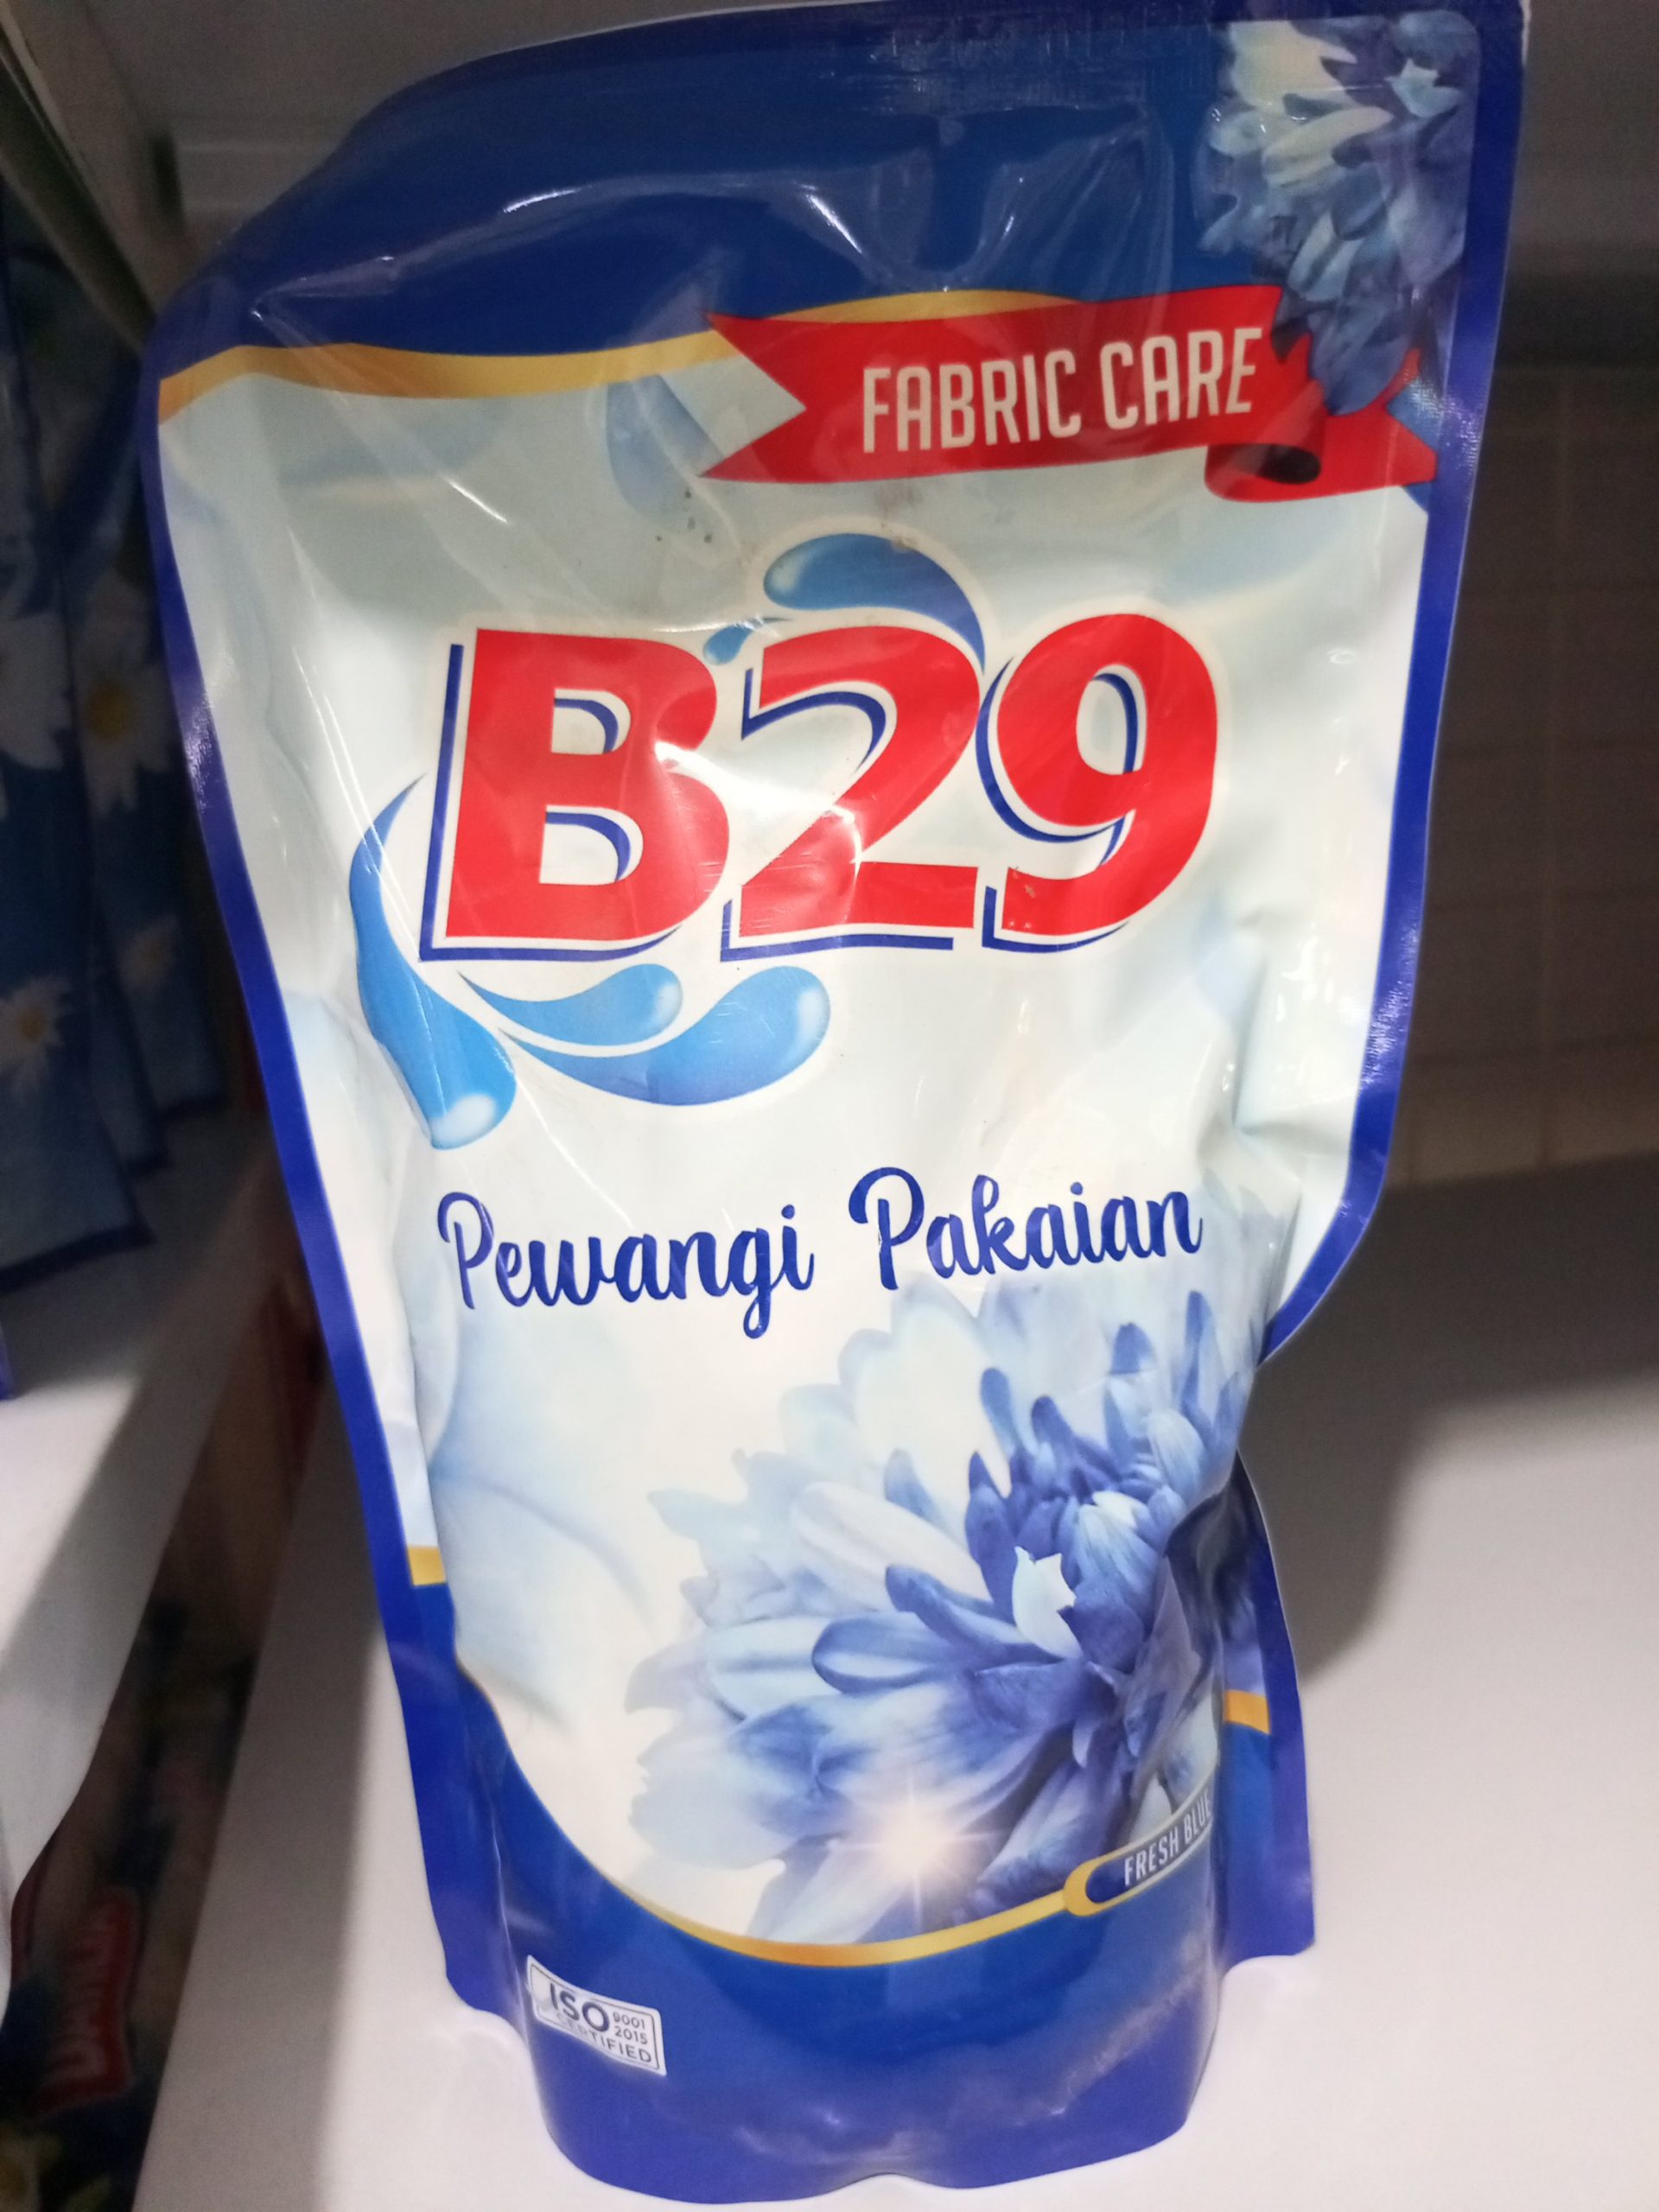 FABRIC CARE
B29
Pewangi Pakaian
FRESH BLUE
ISO 9001
2015
CERTIFIED